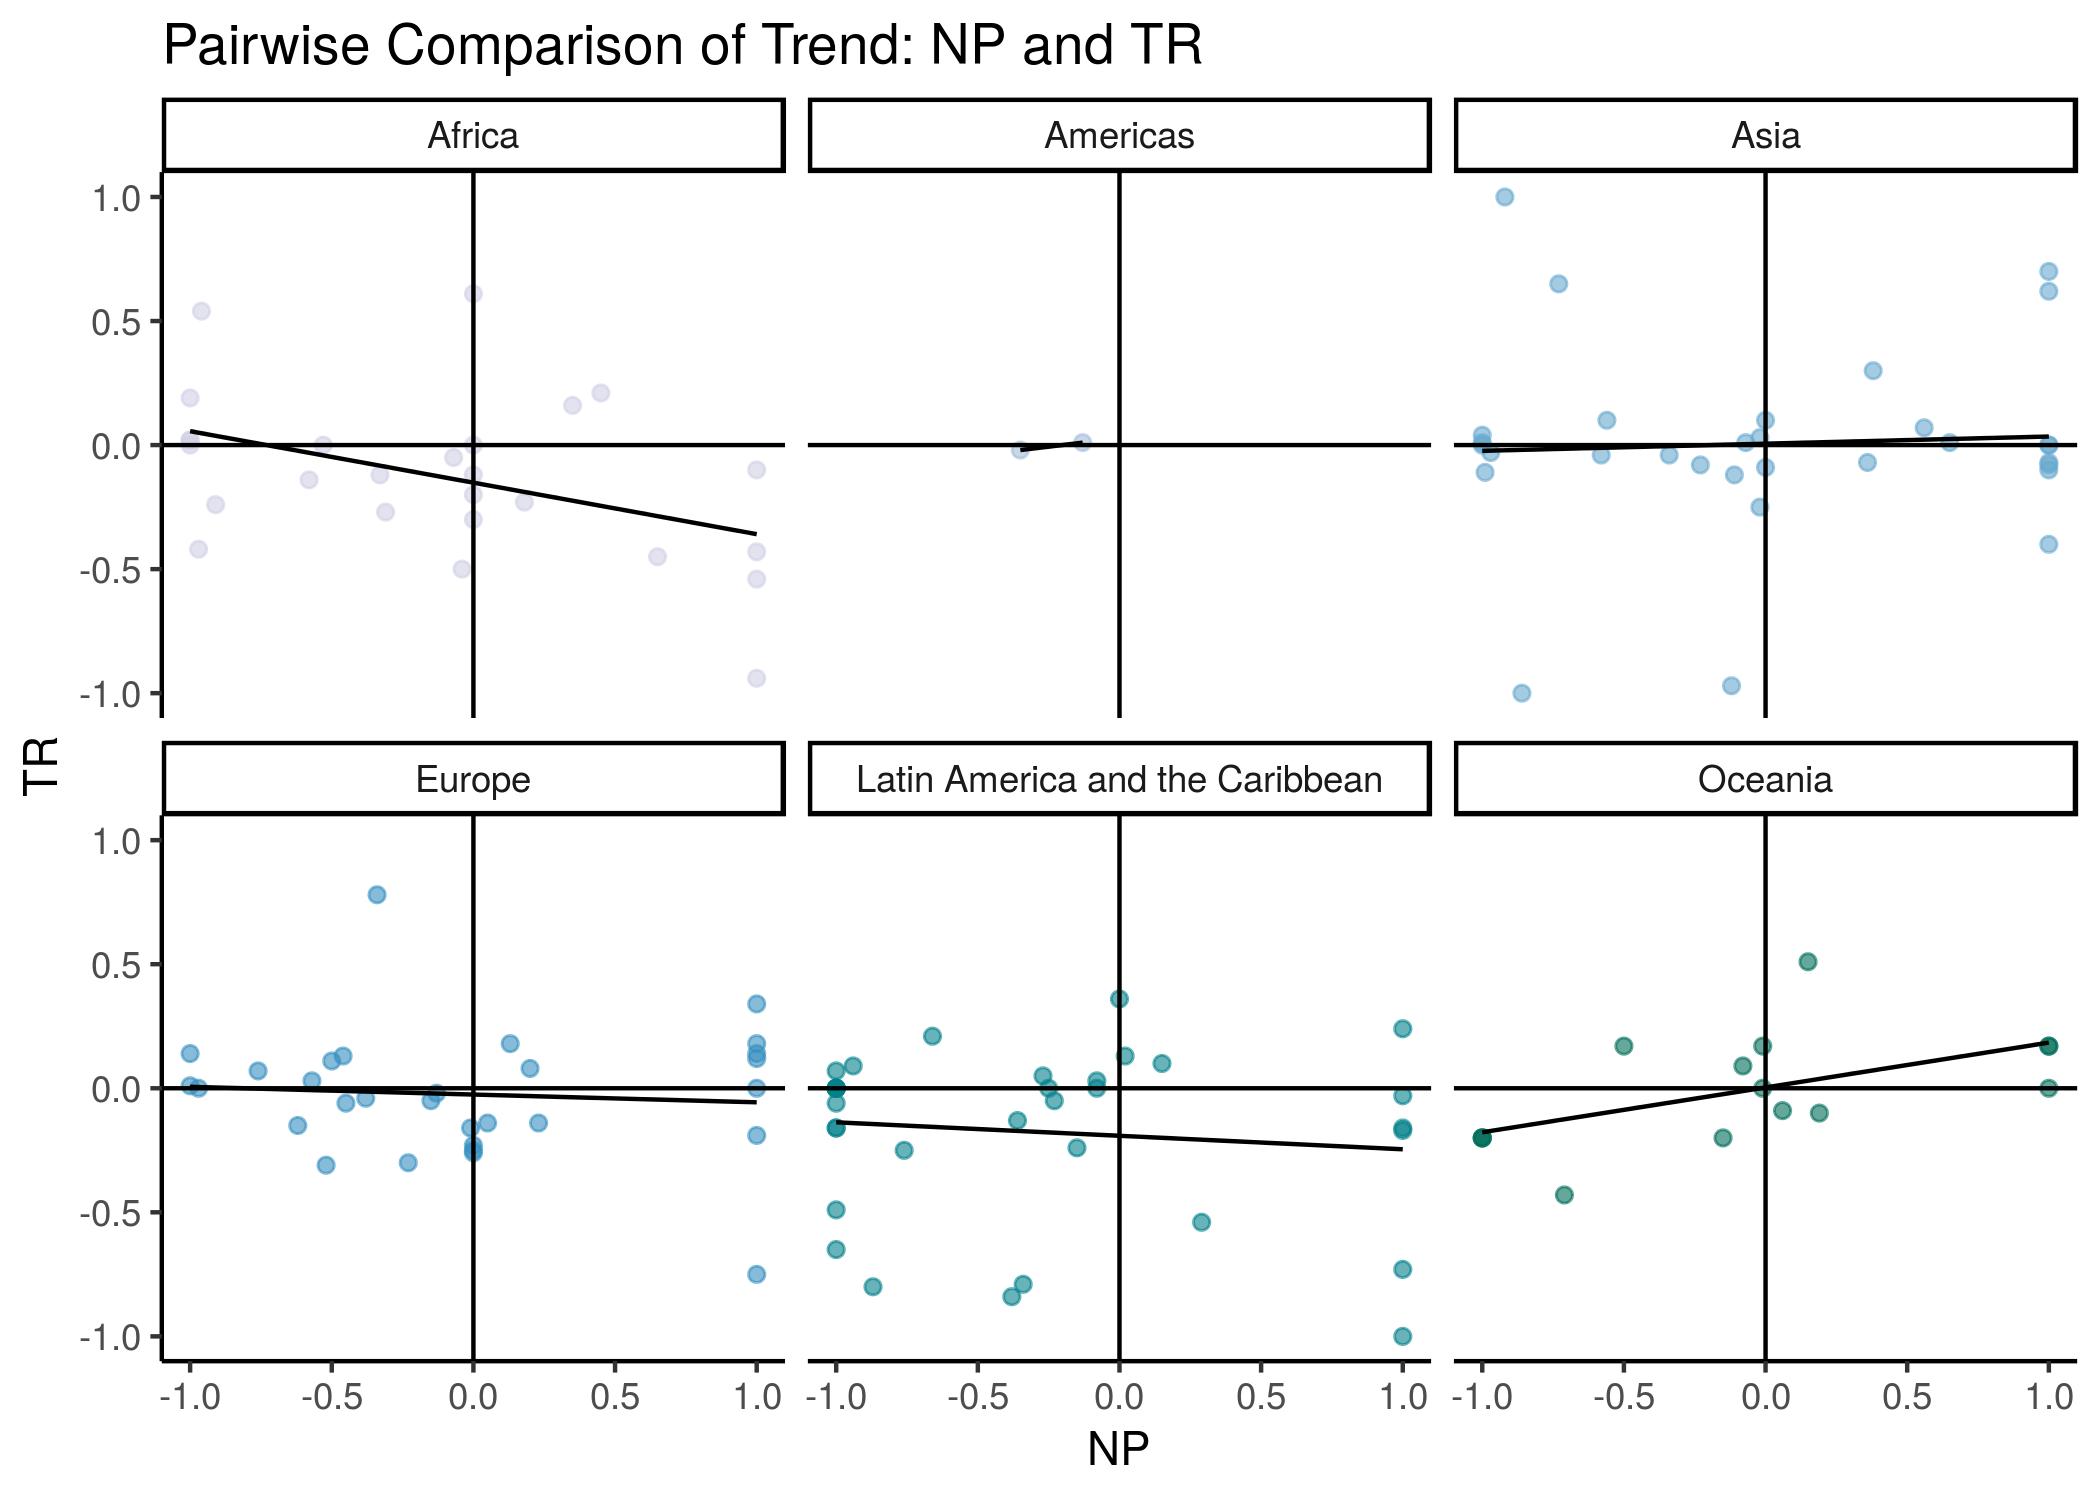 Pairwise Comparison of Trend: NP and TR
Africa
Americas
Asia
1.0
0.5
0.0
-0.5
-1.0
TR
Europe
Latin America and the Caribbean
Oceania
1.0
0.5
0.0
-0.5
-1.0
-1.0 -0.5 0.0 0.5 1.0 -1.0 -0.5 0.0 0.5 1.0 -1.0 -0.5 0.0 0.5 1.0
NP